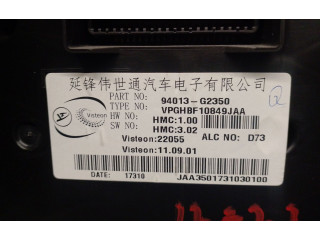 延锋伟世通汽车电子有限公司
PART NO: 94013-G2350
TYPE NO: VPGHBF10849JAA
HW NO: HMC:1.00
SW NO: HMC:3.02
Visteon:22055 ALC NO: D73
Visteon:11.09.01
DATE: 17310 JAA3501731030100
Visteon